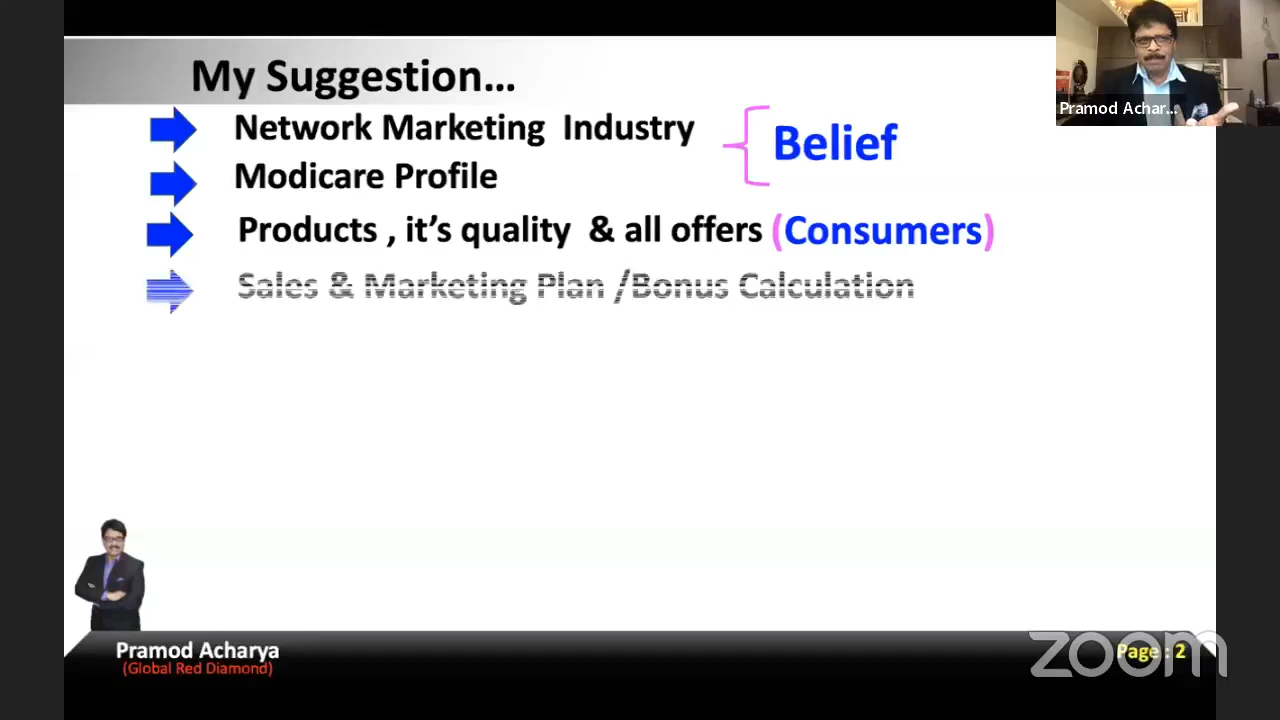 My Suggestion...
Network Marketing Industry
Belief
Modicare Profile
Products , it's quality & all offers (Consumers)
Sales & Marketing Plan /Bonus Calculation
Pramod Achar...
Pramod Acharya
(Global Red Diamond)
Page : 2
zoom